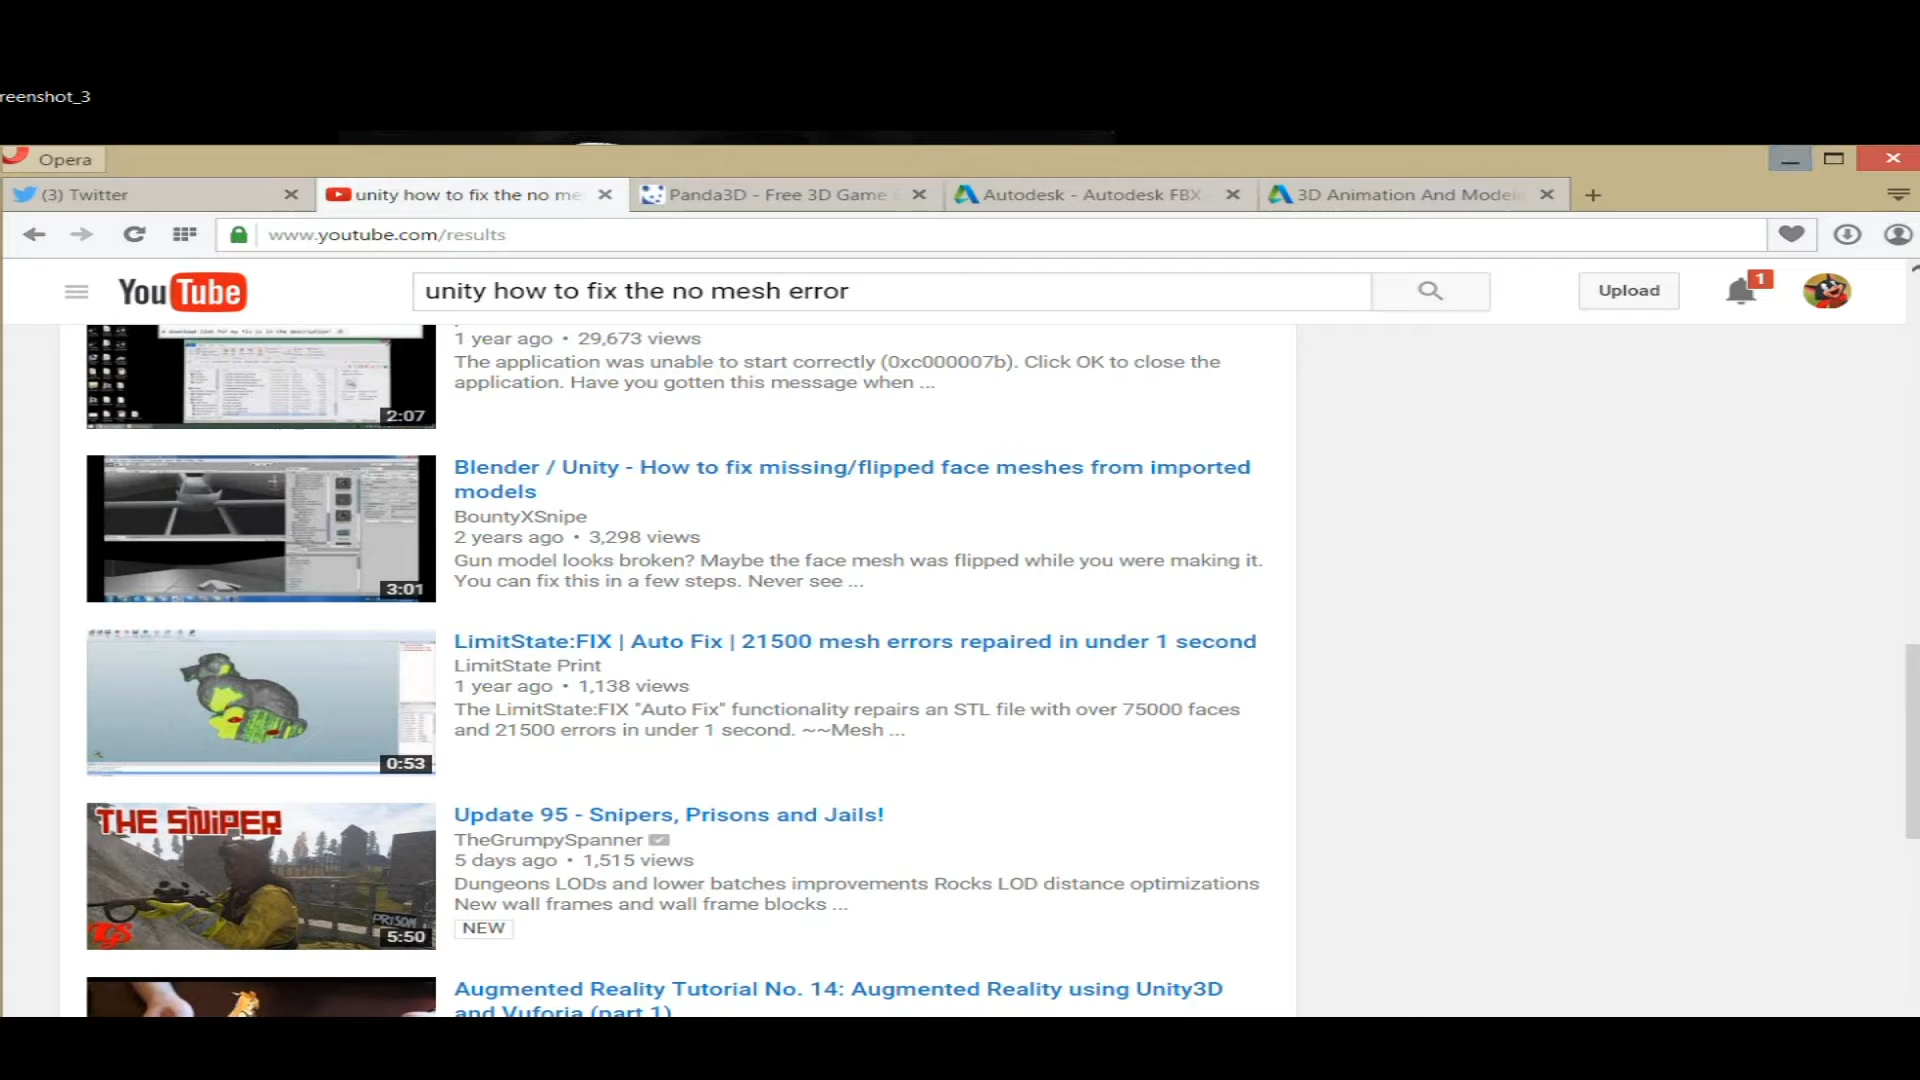 reenshot_3
Opera
(3) Twitter
unity how to fix the no me
Panda3D - Free 3D Game
Autodesk - Autodesk FBX
3D Animation And Model
www.youtube.com/results
YouTube
unity how to fix the no mesh error
Upload
1
1 year ago • 29,673 views
The application was unable to start correctly (0xc000007b). Click OK to close the
application. Have you gotten this message when ...
2:07
Blender / Unity - How to fix missing/flipped face meshes from imported
models
BountyXSnipe
2 years ago • 3,298 views
Gun model looks broken? Maybe the face mesh was flipped while you were making it.
You can fix this in a few steps. Never see ...
3:01
LimitState:FIX | Auto Fix | 21500 mesh errors repaired in under 1 second
LimitState Print
1 year ago • 1,138 views
The LimitState:FIX "Auto Fix" functionality repairs an STL file with over 75000 faces
and 21500 errors in under 1 second. ~~Mesh ...
0:53
THE SNiPER
PRISON
TGS
5:50
Update 95 - Snipers, Prisons and Jails!
TheGrumpySpanner
5 days ago • 1,515 views
Dungeons LODs and lower batches improvements Rocks LOD distance optimizations
New wall frames and wall frame blocks ...
NEW
Augmented Reality Tutorial No. 14: Augmented Reality using Unity3D
and Vuforia (part 1)